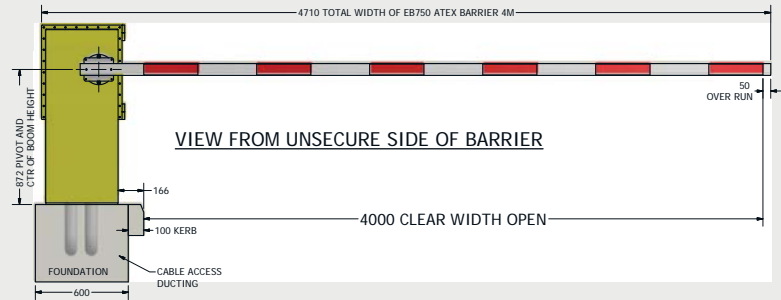 4710 TOTAL WIDTH OF EB750 ATEX BARRIER 4M
50
OVER RUN
872 PIVOT AND
CTR OF BOOM HEIGHT
VIEW FROM UNSECURE SIDE OF BARRIER
166
4000 CLEAR WIDTH OPEN
100 KERB
FOUNDATION
CABLE ACCESS
DUCTING
600